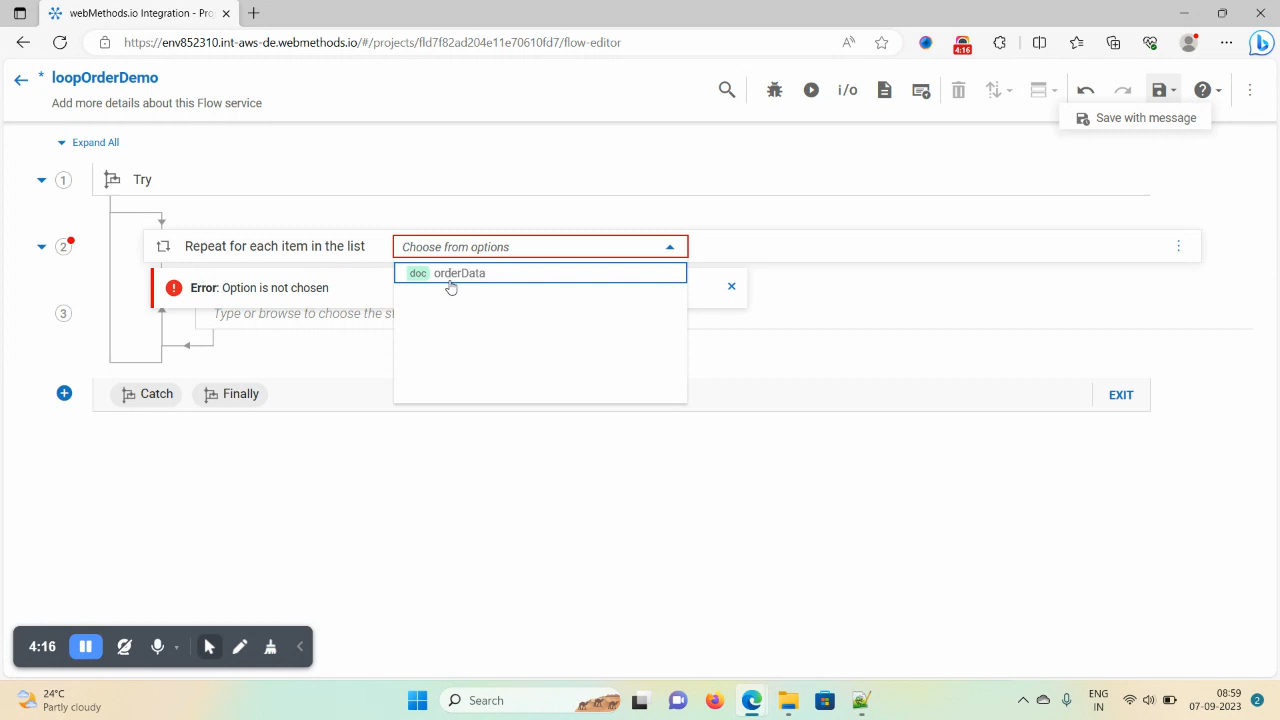 webMethods.io Integration - Pro
https://env852310.int-aws-de.webmethods.io/#/projects/fld7f82ad204e11e70610fd7/flow-editor
4:16
* loopOrderDemo
Add more details about this Flow service
i/o
Save with message
Expand All
1 Try
2 Repeat for each item in the list Choose from options
doc orderData
Error: Option is not chosen
3 Type or browse to choose the st
Catch Finally EXIT
4:16
24°C
Partly cloudy
Search
ENG
IN
08:59
07-09-2023
2